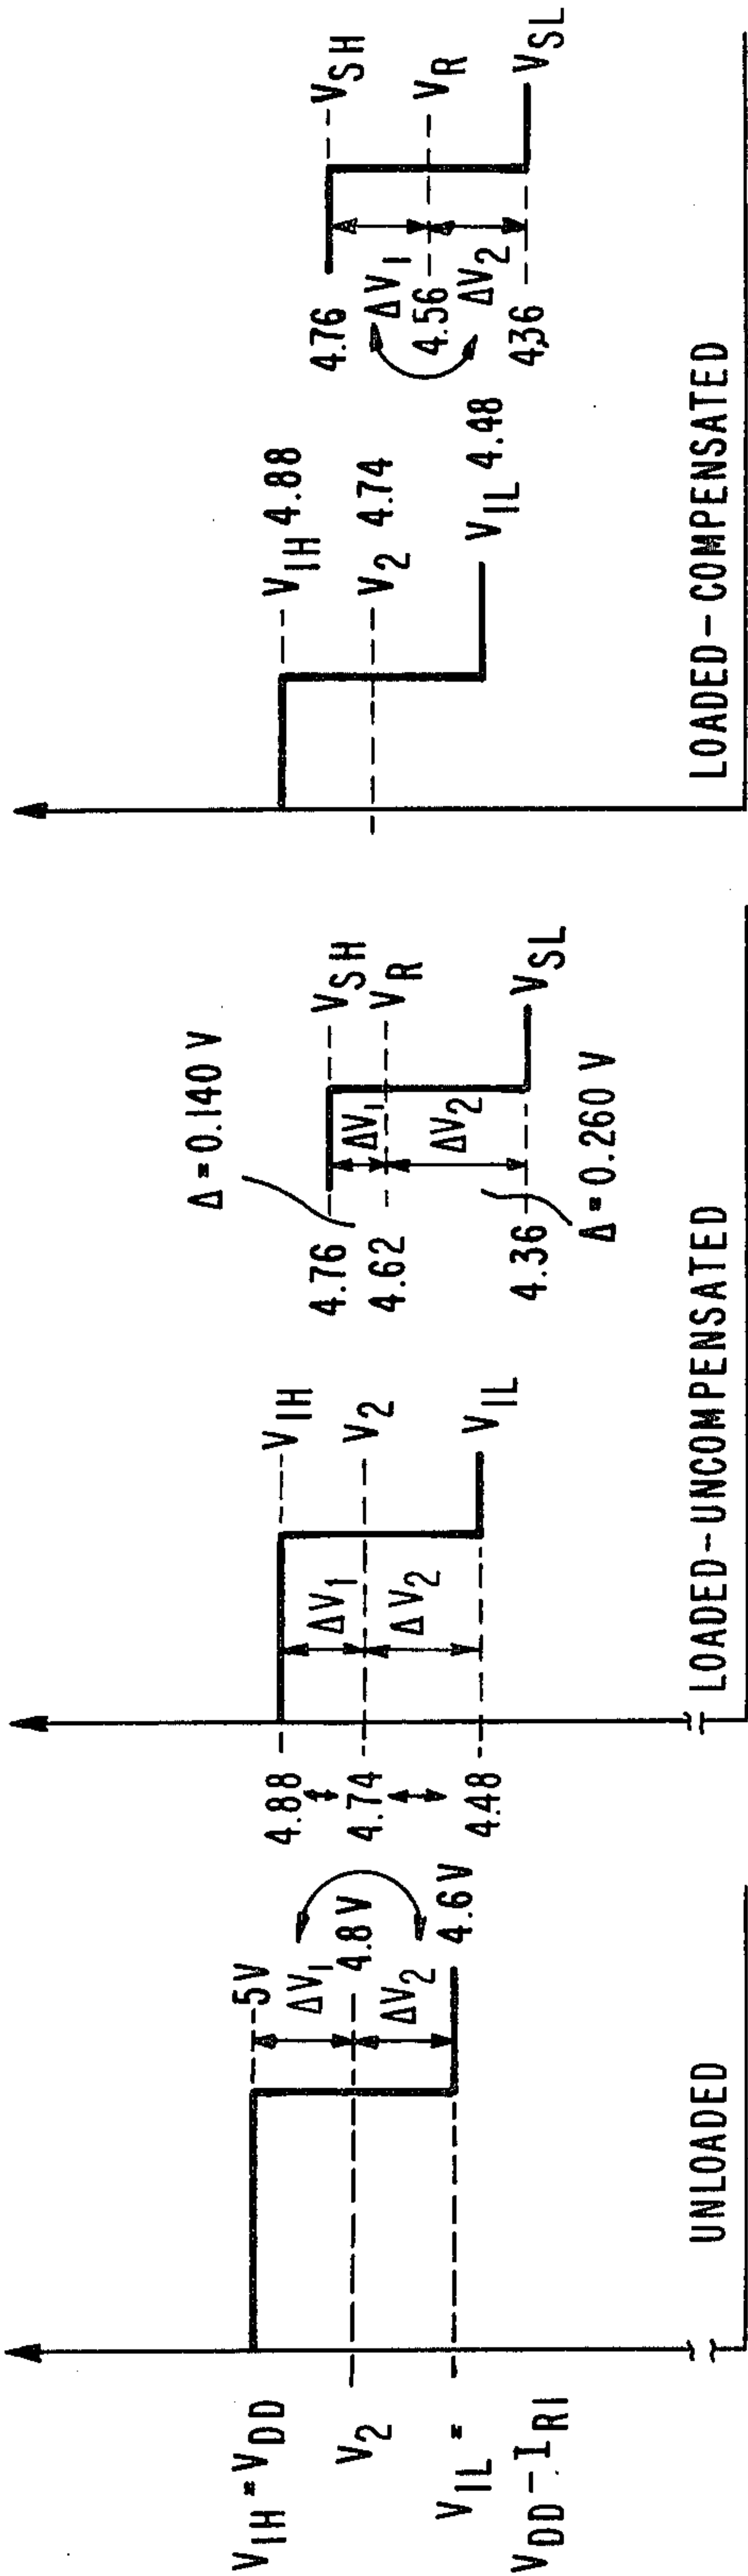 V_IH = V_DD
V_2
V_IL =
V_DD - I_RI
5V
ΔV_1
4.8 V
ΔV_2
4.6 V
UNLOADED
4.88
4.74
4.48
V_IH
ΔV_1
V_2
ΔV_2
V_IL
Δ = 0.140 V
4.76
V_SH
ΔV_1
4.62
V_R
ΔV_2
4.36
V_SL
Δ = 0.260 V
LOADED-UNCOMPENSATED
V_IH 4.88
V_2 4.74
V_IL 4.48
4.76
V_SH
ΔV_1
4.56
V_R
ΔV_2
4.36
V_SL
LOADED-COMPENSATED